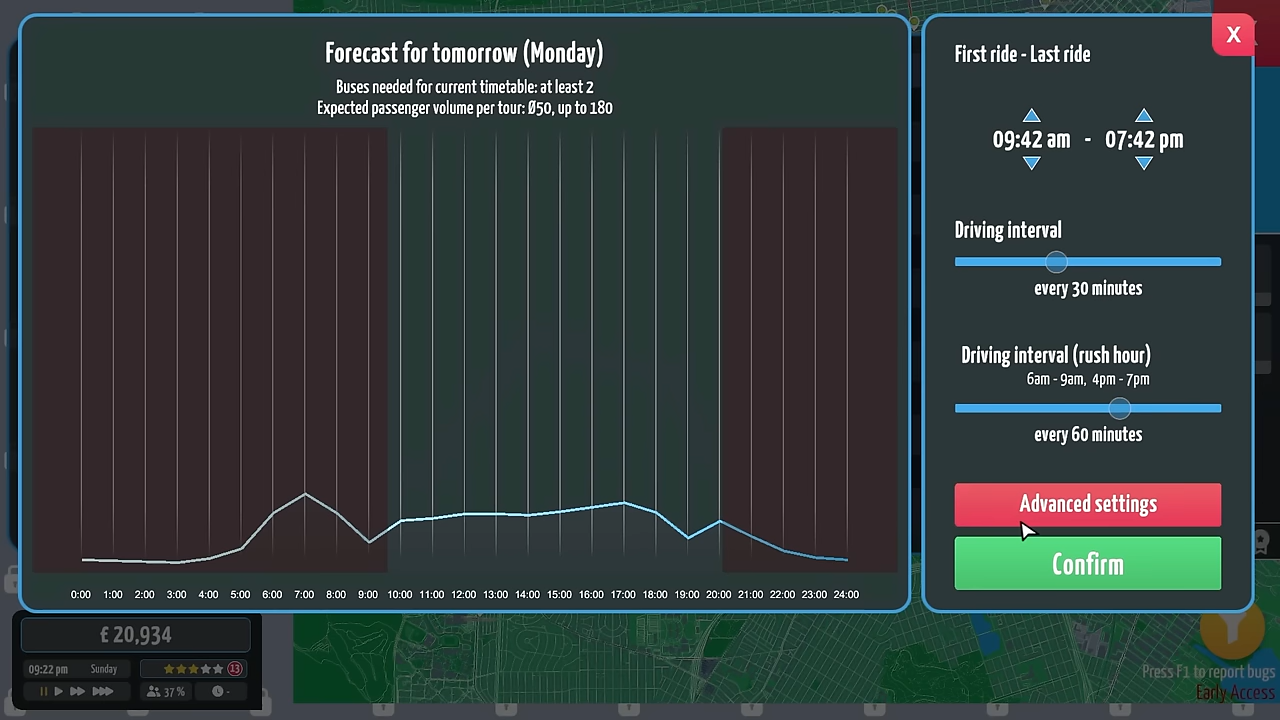 Forecast for tomorrow (Monday)
Buses needed for current timetable: at least 2
Expected passenger volume per tour: Ø50, up to 180
0:00 1:00 2:00 3:00 4:00 5:00 6:00 7:00 8:00 9:00 10:00 11:00 12:00 13:00 14:00 15:00 16:00 17:00 18:00 19:00 20:00 21:00 22:00 23:00 24:00
X
First ride - Last ride
09:42 am - 07:42 pm
Driving interval
every 30 minutes
Driving interval (rush hour)
6am - 9am, 4pm - 7pm
every 60 minutes
Advanced settings
Confirm
£ 20,934
09:22 pm Sunday 13
37 % -
Press F1 to report bugs
Early Access